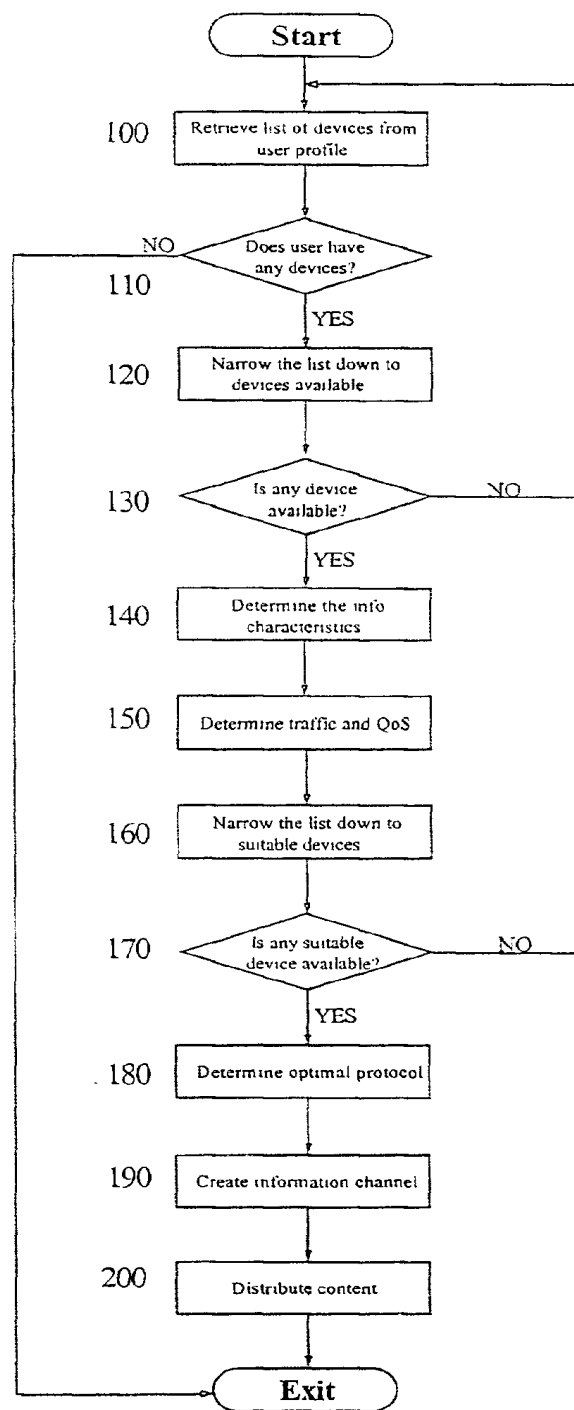 Start
100
Retrieve list of devices from
user profile
NO
Does user have
any devices?
110
YES
120
Narrow the list down to
devices available
130
Is any device
available?
NO
YES
140
Determine the info
characteristics
150
Determine traffic and QoS
160
Narrow the list down to
suitable devices
170
Is any suitable
device available?
NO
YES
180
Determine optimal protocol
190
Create information channel
200
Distribute content
Exit